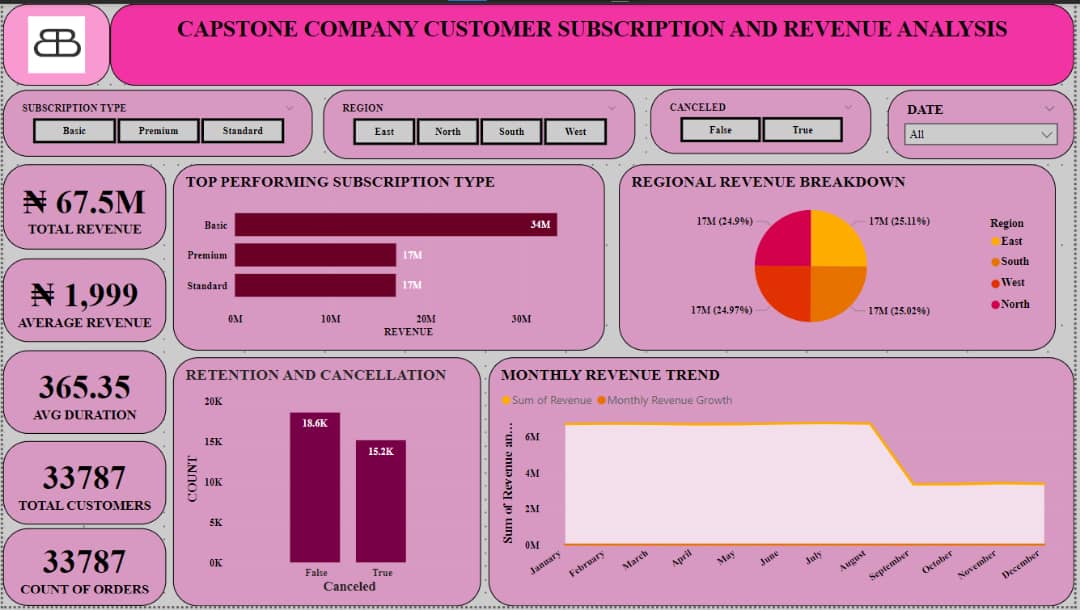 CAPSTONE COMPANY CUSTOMER SUBSCRIPTION AND REVENUE ANALYSIS
SUBSCRIPTION TYPE
Basic Premium Standard
REGION
East North South West
CANCELED
False True
DATE
All
₦ 67.5M
TOTAL REVENUE
₦ 1,999
AVERAGE REVENUE
365.35
AVG DURATION
33787
TOTAL CUSTOMERS
33787
COUNT OF ORDERS
TOP PERFORMING SUBSCRIPTION TYPE
Basic 34M
Premium 17M
Standard 17M
0M 10M 20M 30M
REVENUE
REGIONAL REVENUE BREAKDOWN
17M (24.9%) 17M (25.11%)
17M (24.97%) 17M (25.02%)
Region
East
South
West
North
RETENTION AND CANCELLATION
20K
15K
10K
5K
0K
COUNT
18.6K
15.2K
False True
Canceled
MONTHLY REVENUE TREND
Sum of Revenue Monthly Revenue Growth
Sum of Revenue an...
6M
4M
2M
0M
January February March April May June July August September October November December